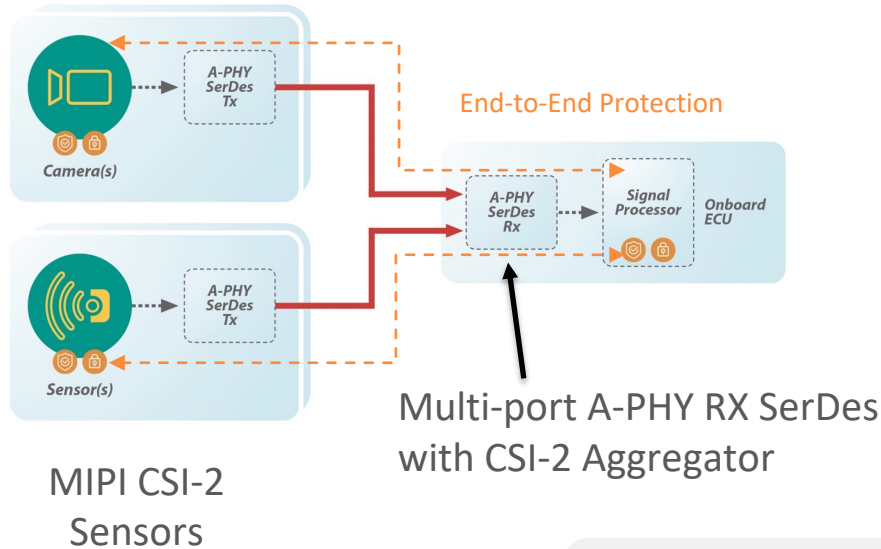 A-PHY
SerDes
Tx
Camera(s)
End-to-End Protection
A-PHY
SerDes
Rx
Signal
Processor
Onboard
ECU
A-PHY
SerDes
Tx
Sensor(s)
Multi-port A-PHY RX SerDes
with CSI-2 Aggregator
MIPI CSI-2
Sensors